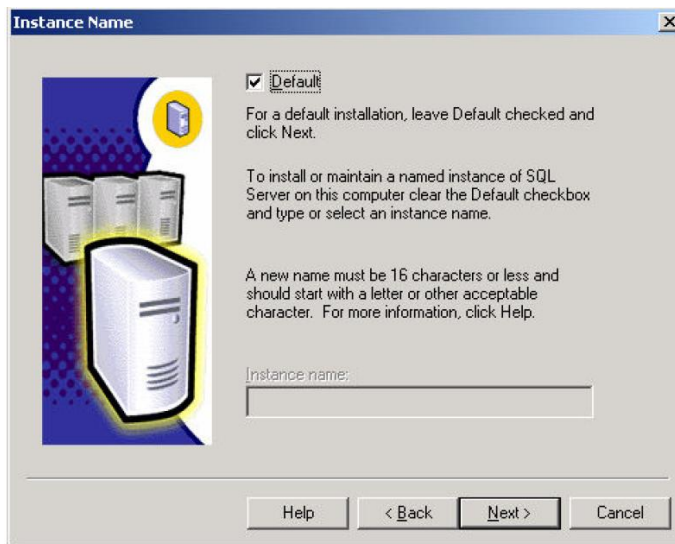 Instance Name
Default
For a default installation, leave Default checked and
click Next.
To install or maintain a named instance of SQL
Server on this computer clear the Default checkbox
and type or select an instance name.
A new name must be 16 characters or less and
should start with a letter or other acceptable
character. For more information, click Help.
Instance name:
Help
< Back
Next >
Cancel